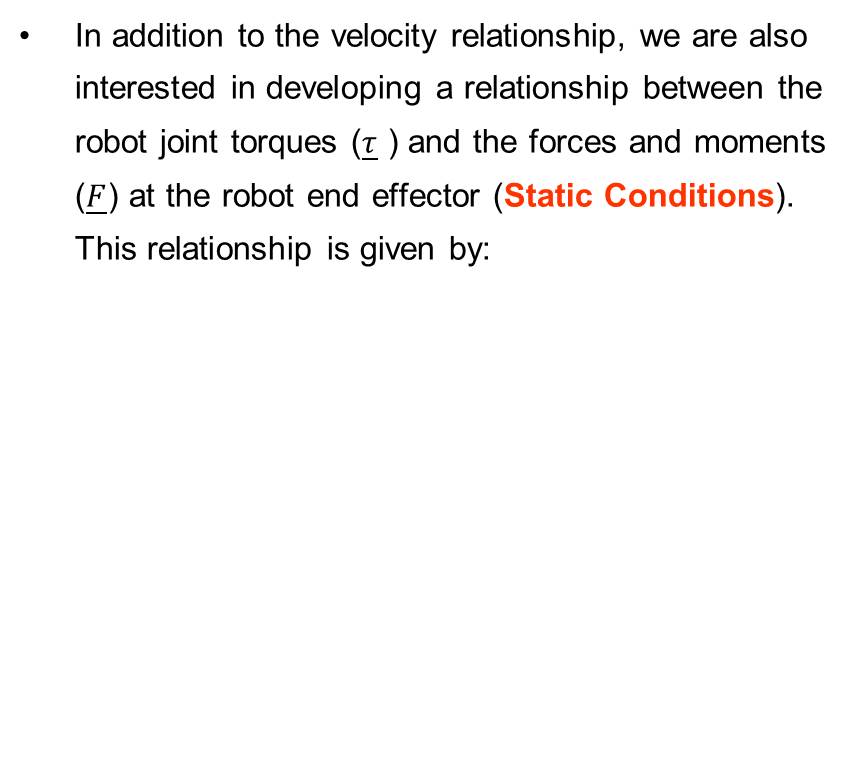 • In addition to the velocity relationship, we are also
interested in developing a relationship between the
robot joint torques (τ ) and the forces and moments
(F) at the robot end effector (Static Conditions).
This relationship is given by: